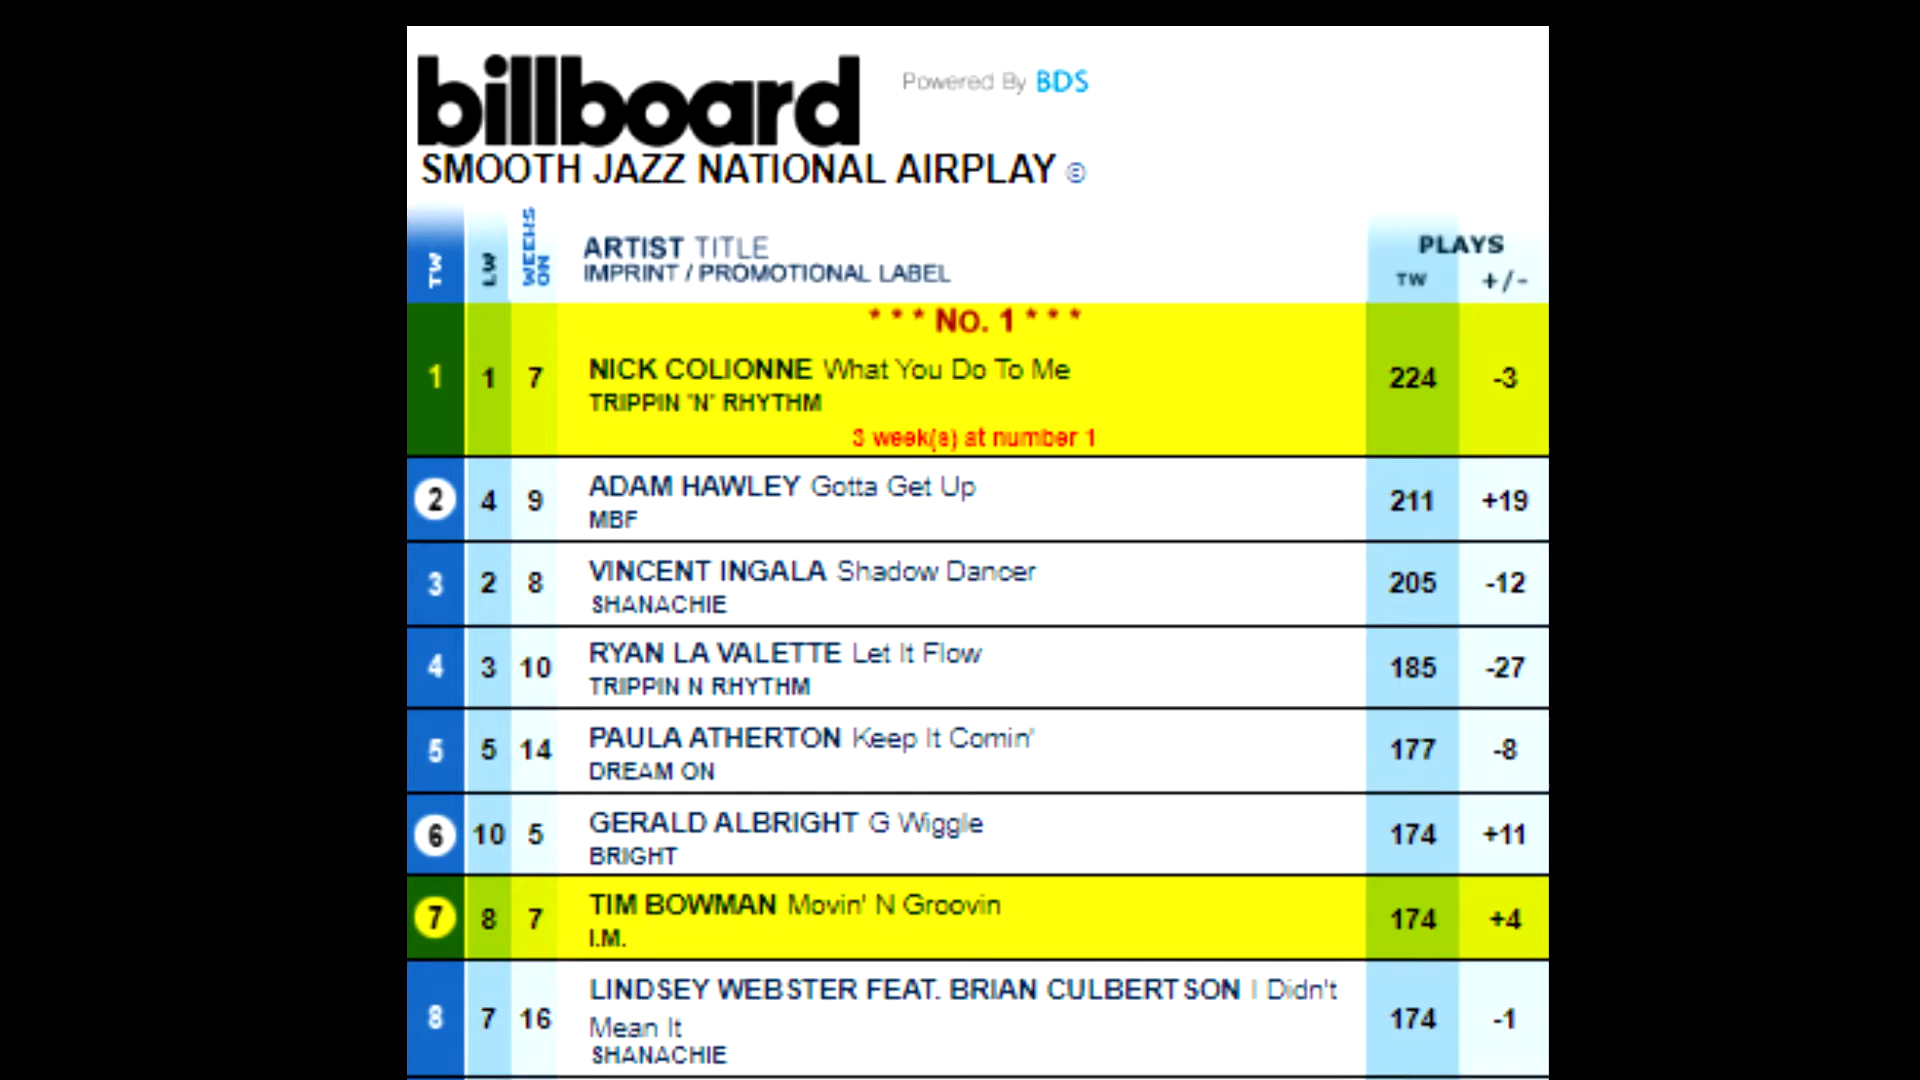 billboard Powered By BDS
SMOOTH JAZZ NATIONAL AIRPLAY ©
TW LW WEEKS ON ARTIST TITLE PLAYS
IMPRINT / PROMOTIONAL LABEL TW +/-
* * * NO. 1 * * *
1 1 7 NICK COLIONNE What You Do To Me 224 -3
TRIPPIN 'N' RHYTHM
3 week(s) at number 1
2 4 9 ADAM HAWLEY Gotta Get Up 211 +19
MBF
3 2 8 VINCENT INGALA Shadow Dancer 205 -12
SHANACHIE
4 3 10 RYAN LA VALETTE Let It Flow 185 -27
TRIPPIN N RHYTHM
5 5 14 PAULA ATHERTON Keep It Comin' 177 -8
DREAM ON
6 10 5 GERALD ALBRIGHT G Wiggle 174 +11
BRIGHT
7 8 7 TIM BOWMAN Movin' N Groovin 174 +4
I.M.
8 7 16 LINDSEY WEBSTER FEAT. BRIAN CULBERTSON I Didn't 174 -1
Mean It
SHANACHIE